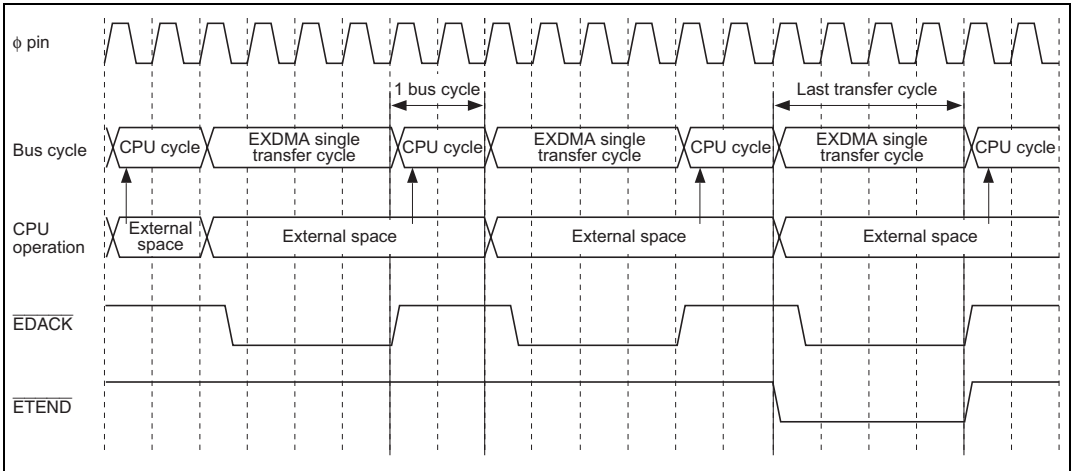 φ pin
1 bus cycle
Last transfer cycle
Bus cycle
CPU cycle
EXDMA single
transfer cycle
CPU cycle
EXDMA single
transfer cycle
CPU cycle
EXDMA single
transfer cycle
CPU cycle
CPU
operation
External
space
External space
External space
External space
EDACK
ETEND